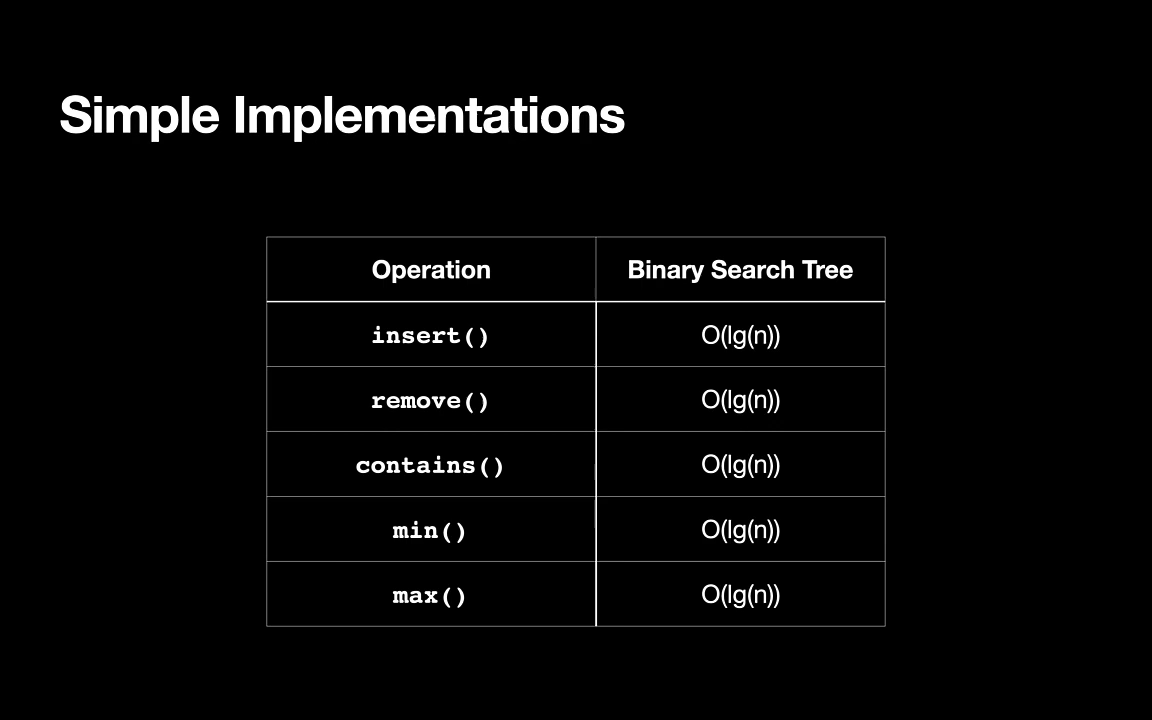 Simple Implementations
Operation Binary Search Tree
insert() O(lg(n))
remove() O(lg(n))
contains() O(lg(n))
min() O(lg(n))
max() O(lg(n))